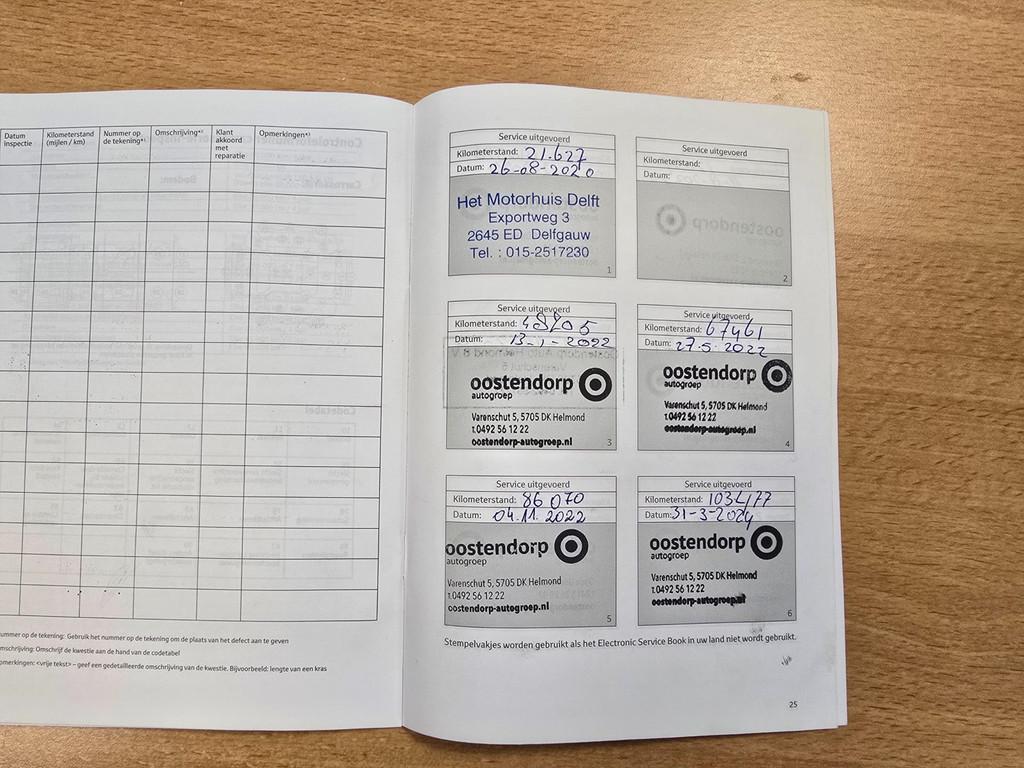 Datum inspectie
Kilometerstand (mijlen / km)
Nummer op de tekening*¹
Omschrijving*²
Klant akkoord met reparatie
Opmerkingen*³
ummer op de tekening: Gebruik het nummer op de tekening om de plaats van het defect aan te geven
mschrijving: Omschrijf de kwestie aan de hand van de codetabel
pmerkingen: <vrije tekst> – geef een gedetailleerde omschrijving van de kwestie. Bijvoorbeeld: lengte van een kras
Service uitgevoerd
Kilometerstand: 21.627
Datum: 26-08-2020
Het Motorhuis Delft
Exportweg 3
2645 ED Delfgauw
Tel. : 015-2517230
1
Service uitgevoerd
Kilometerstand:
Datum:
2
Service uitgevoerd
Kilometerstand:
Datum: 13-1-2022
oostendorp
autogroep
Varenschut 5, 5705 DK Helmond
t.0492 56 12 22
oostendorp-autogroep.nl
3
Service uitgevoerd
Kilometerstand: 67461
Datum: 27.5.2022
oostendorp
autogroep
Varenschut 5, 5705 DK Helmond
t.0492 56 12 22
oostendorp-autogroep.nl
4
Service uitgevoerd
Kilometerstand: 86070
Datum: 04.11.2022
oostendorp
autogroep
Varenschut 5, 5705 DK Helmond
t.0492 56 12 22
oostendorp-autogroep.nl
5
Service uitgevoerd
Kilometerstand: 103477
Datum: 31-3-2024
oostendorp
autogroep
Varenschut 5, 5705 DK Helmond
t.0492 56 12 22
oostendorp-autogroep.nl
6
Stempelvakjes worden gebruikt als het Electronic Service Book in uw land niet wordt gebruikt.
25